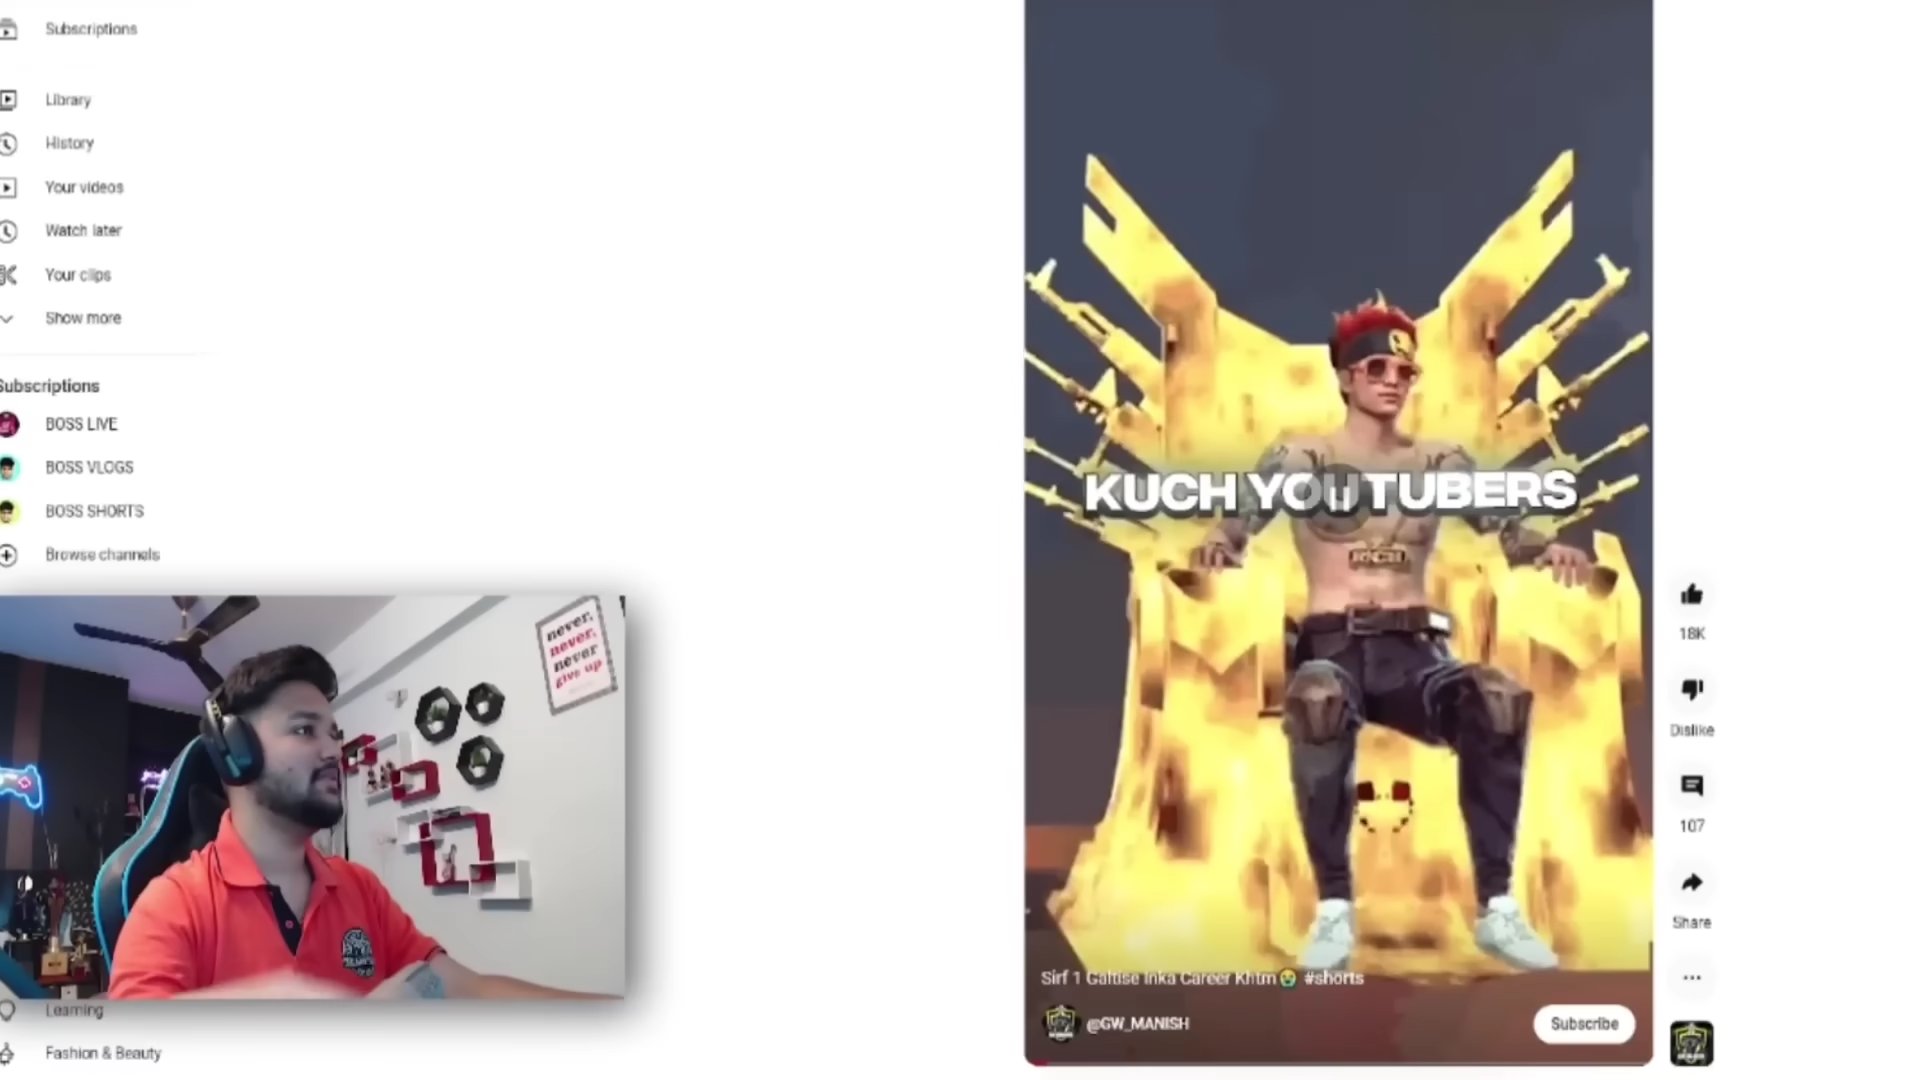 Subscriptions
Library
History
Your videos
Watch later
Your clips
Show more
Subscriptions
BOSS LIVE
BOSS VLOGS
BOSS SHORTS
Browse channels
never.
never.
never
give up
Learning
Fashion & Beauty
KUCH YOUTUBERS
Sirf 1 Galtise Inka Career Khtm😭 #shorts
@GW_MANISH
Subscribe
18K
Dislike
107
Share